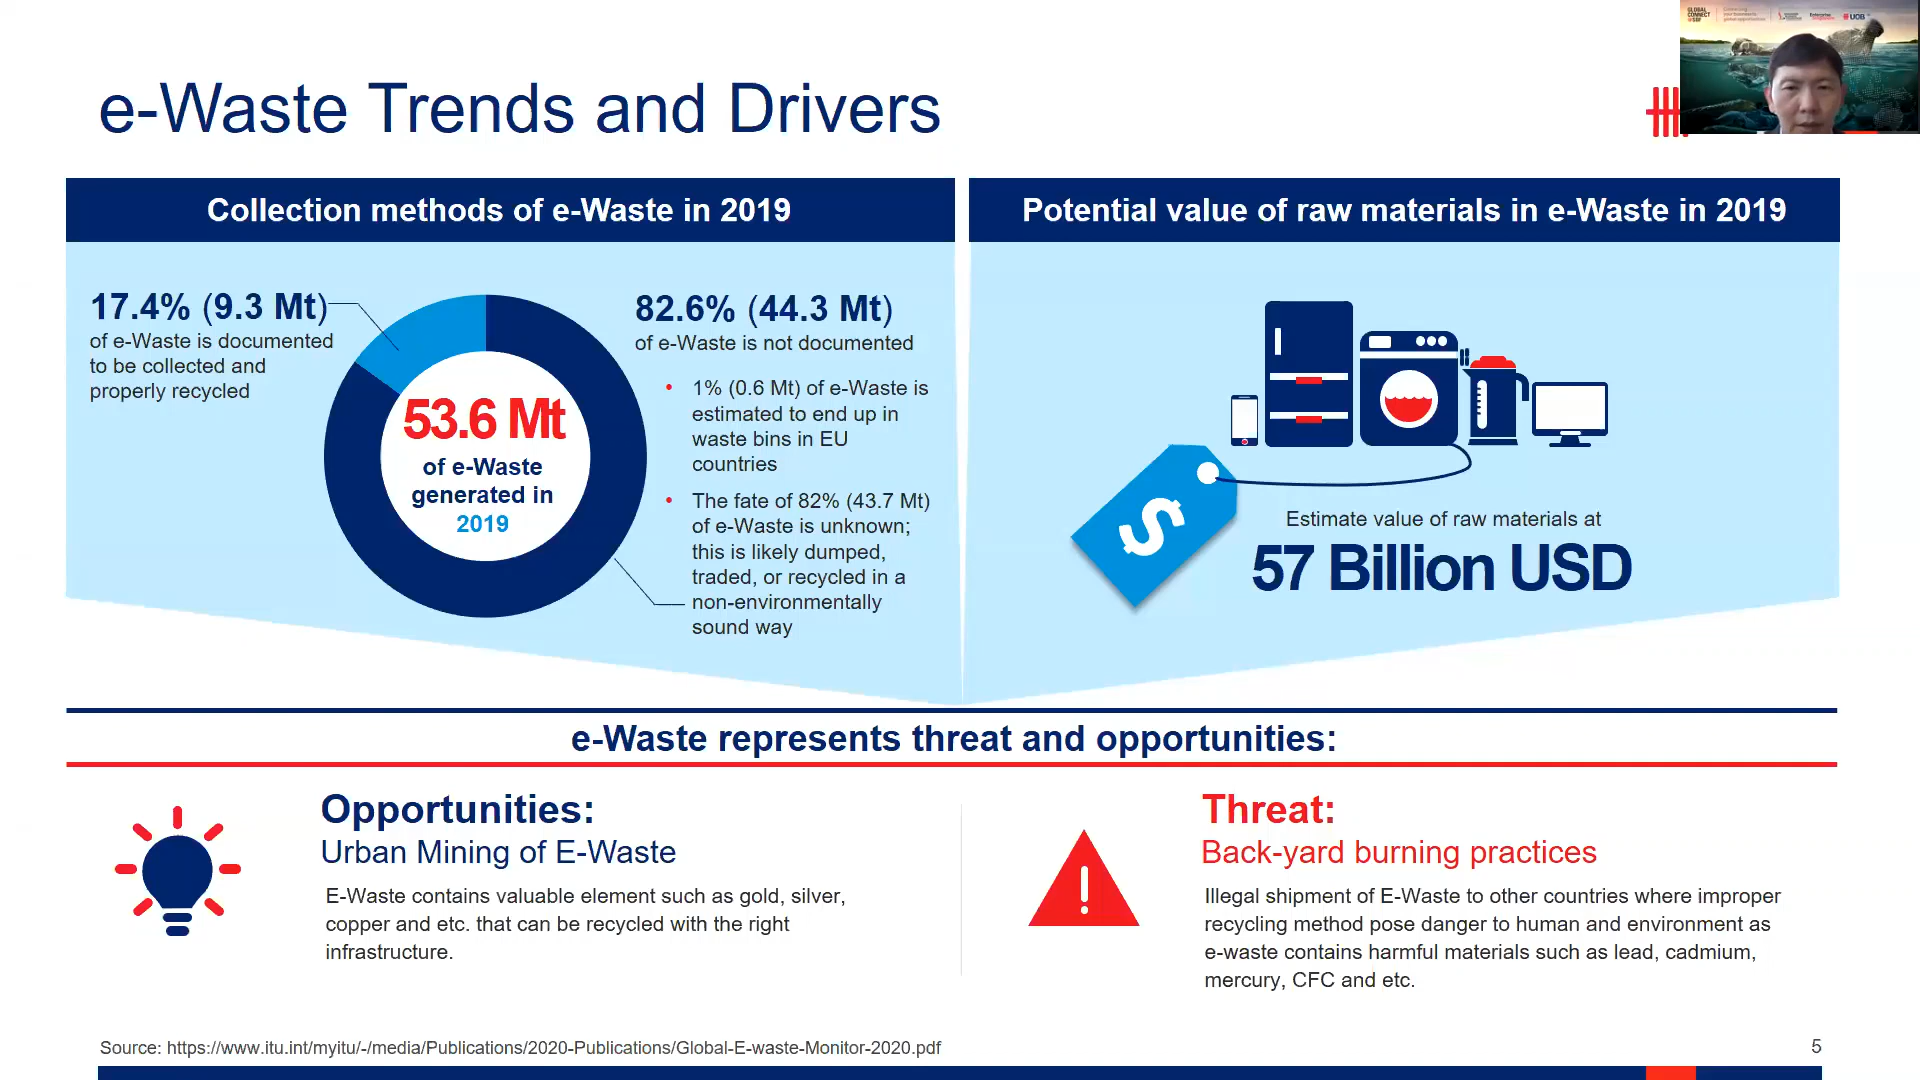 e-Waste Trends and Drivers
GLOBAL
CONNECT
@SBF
Enterprise
UOB
Collection methods of e-Waste in 2019
17.4% (9.3 Mt)
of e-Waste is documented
to be collected and
properly recycled
53.6 Mt
of e-Waste
generated in
2019
82.6% (44.3 Mt)
of e-Waste is not documented
• 1% (0.6 Mt) of e-Waste is
estimated to end up in
waste bins in EU
countries
• The fate of 82% (43.7 Mt)
of e-Waste is unknown;
this is likely dumped,
traded, or recycled in a
non-environmentally
sound way
Potential value of raw materials in e-Waste in 2019
$
Estimate value of raw materials at
57 Billion USD
e-Waste represents threat and opportunities:
Opportunities:
Urban Mining of E-Waste
E-Waste contains valuable element such as gold, silver,
copper and etc. that can be recycled with the right
infrastructure.
!
Threat:
Back-yard burning practices
Illegal shipment of E-Waste to other countries where improper
recycling method pose danger to human and environment as
e-waste contains harmful materials such as lead, cadmium,
mercury, CFC and etc.
Source: https://www.itu.int/myitu/-/media/Publications/2020-Publications/Global-E-waste-Monitor-2020.pdf
5